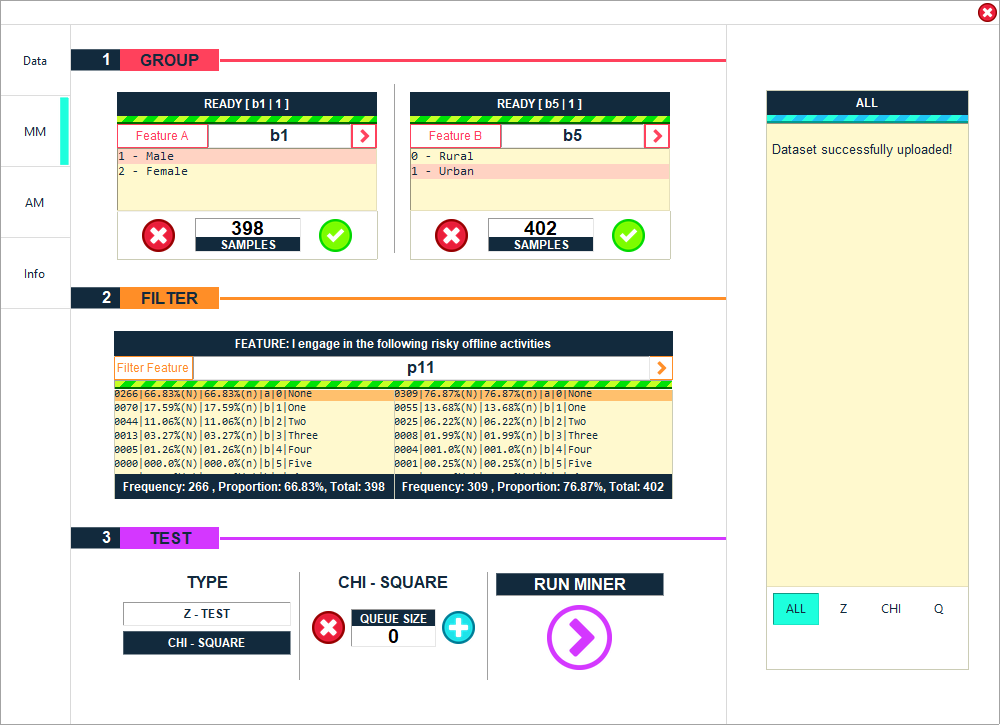 Data
MM
AM
Info
1 GROUP
READY [ b1 | 1 ]
Feature A b1
1 - Male
2 - Female
398
SAMPLES
READY [ b5 | 1 ]
Feature B b5
0 - Rural
1 - Urban
402
SAMPLES
2 FILTER
FEATURE: I engage in the following risky offline activities
Filter Feature p11
0266|66.83%(N)|66.83%(n)|a|0|None
0070|17.59%(N)|17.59%(n)|b|1|One
0044|11.06%(N)|11.06%(n)|b|2|Two
0013|03.27%(N)|03.27%(n)|b|3|Three
0005|01.26%(N)|01.26%(n)|b|4|Four
0000|000.0%(N)|000.0%(n)|b|5|Five
Frequency: 266 , Proportion: 66.83%, Total: 398
0309|76.87%(N)|76.87%(n)|a|0|None
0055|13.68%(N)|13.68%(n)|b|1|One
0025|06.22%(N)|06.22%(n)|b|2|Two
0008|01.99%(N)|01.99%(n)|b|3|Three
0004|001.0%(N)|001.0%(n)|b|4|Four
0001|00.25%(N)|00.25%(n)|b|5|Five
Frequency: 309 , Proportion: 76.87%, Total: 402
3 TEST
TYPE
Z - TEST
CHI - SQUARE
CHI - SQUARE
QUEUE SIZE
0
RUN MINER
ALL
Dataset successfully uploaded!
ALL Z CHI Q